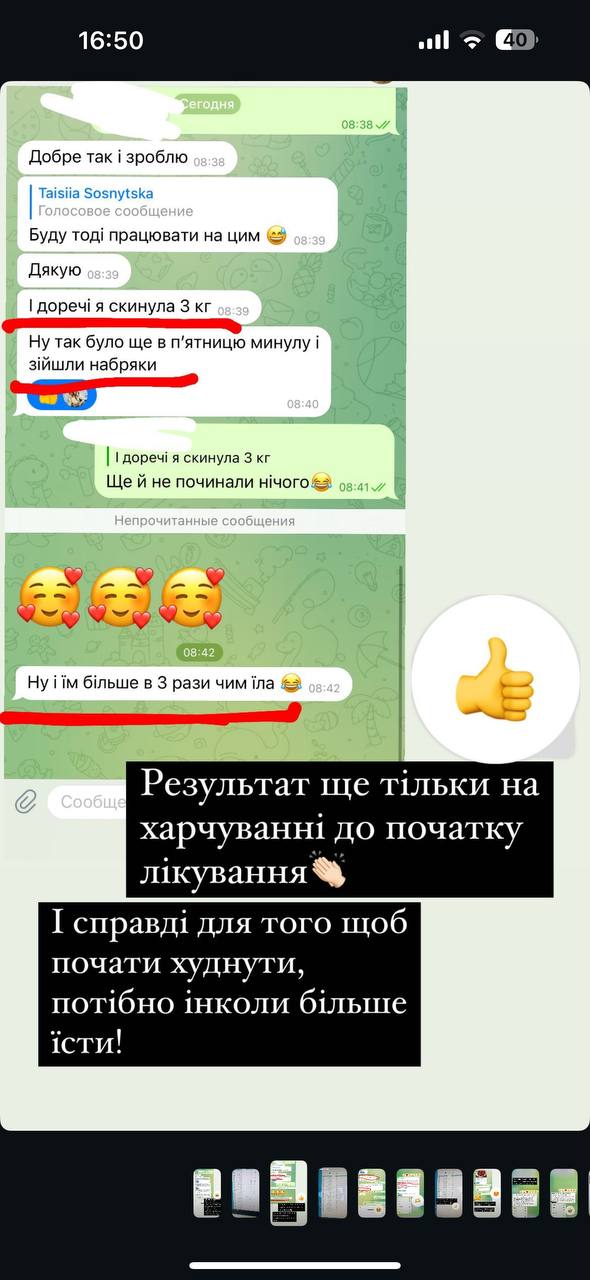 16:50
40
Сегодня
08:38
Добре так і зроблю 08:38
Taisiia Sosnytska
Голосовое сообщение
Буду тоді працювати на цим 😅 08:39
Дякую 08:39
І доречі я скинула 3 кг 08:39
Ну так було ще в п’ятницю минулу і
зійшли набряки
08:40
І доречі я скинула 3 кг
Ще й не починали нічого😂 08:41
Непрочитанные сообщения
🥰🥰🥰
08:42
Ну і їм більше в 3 рази чим їла 😂 08:42
Сообще
Результат ще тільки на
харчуванні до початку
лікування👏🏻
І справді для того щоб
почати худнути,
потібно інколи більше
їсти!